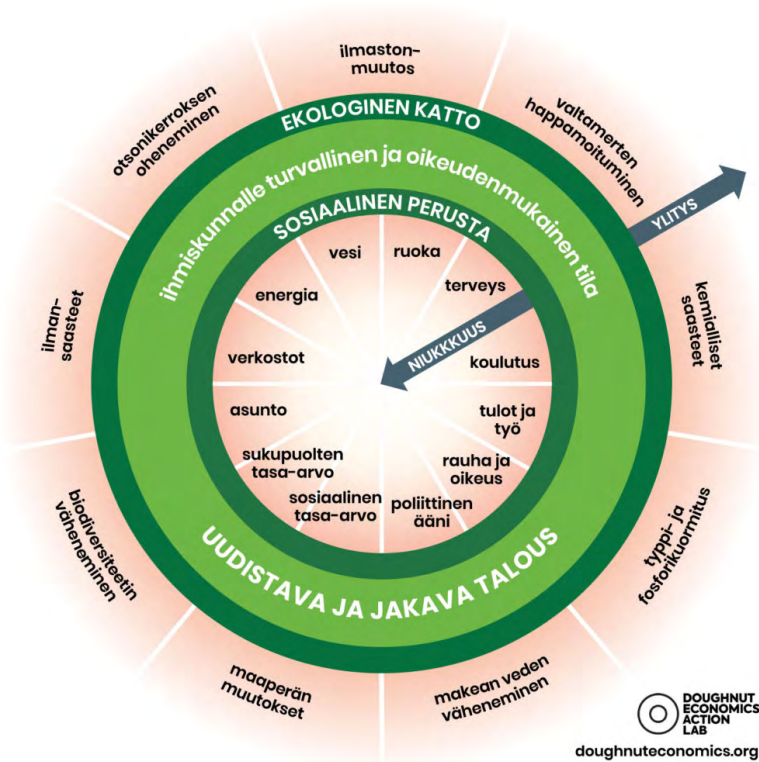 ilmaston-
muutos
valtamerten
happamoituminen
kemialliset
saasteet
typpi- ja
fosforikuormitus
makean veden
väheneminen
maaperän
muutokset
biodiversiteetin
väheneminen
ilman-
saasteet
otsonikerroksen
oheneminen
EKOLOGINEN KATTO
ihmiskunnalle turvallinen ja oikeudenmukainen tila
SOSIAALINEN PERUSTA
YLITYS
NIUKKKUUS
ruoka
terveys
koulutus
tulot ja
työ
rauha ja
oikeus
poliittinen
ääni
sosiaalinen
tasa-arvo
sukupuolten
tasa-arvo
asunto
verkostot
energia
vesi
UUDISTAVA JA JAKAVA TALOUS
DOUGHNUT
ECONOMICS
ACTION
LAB
doughnuteconomics.org